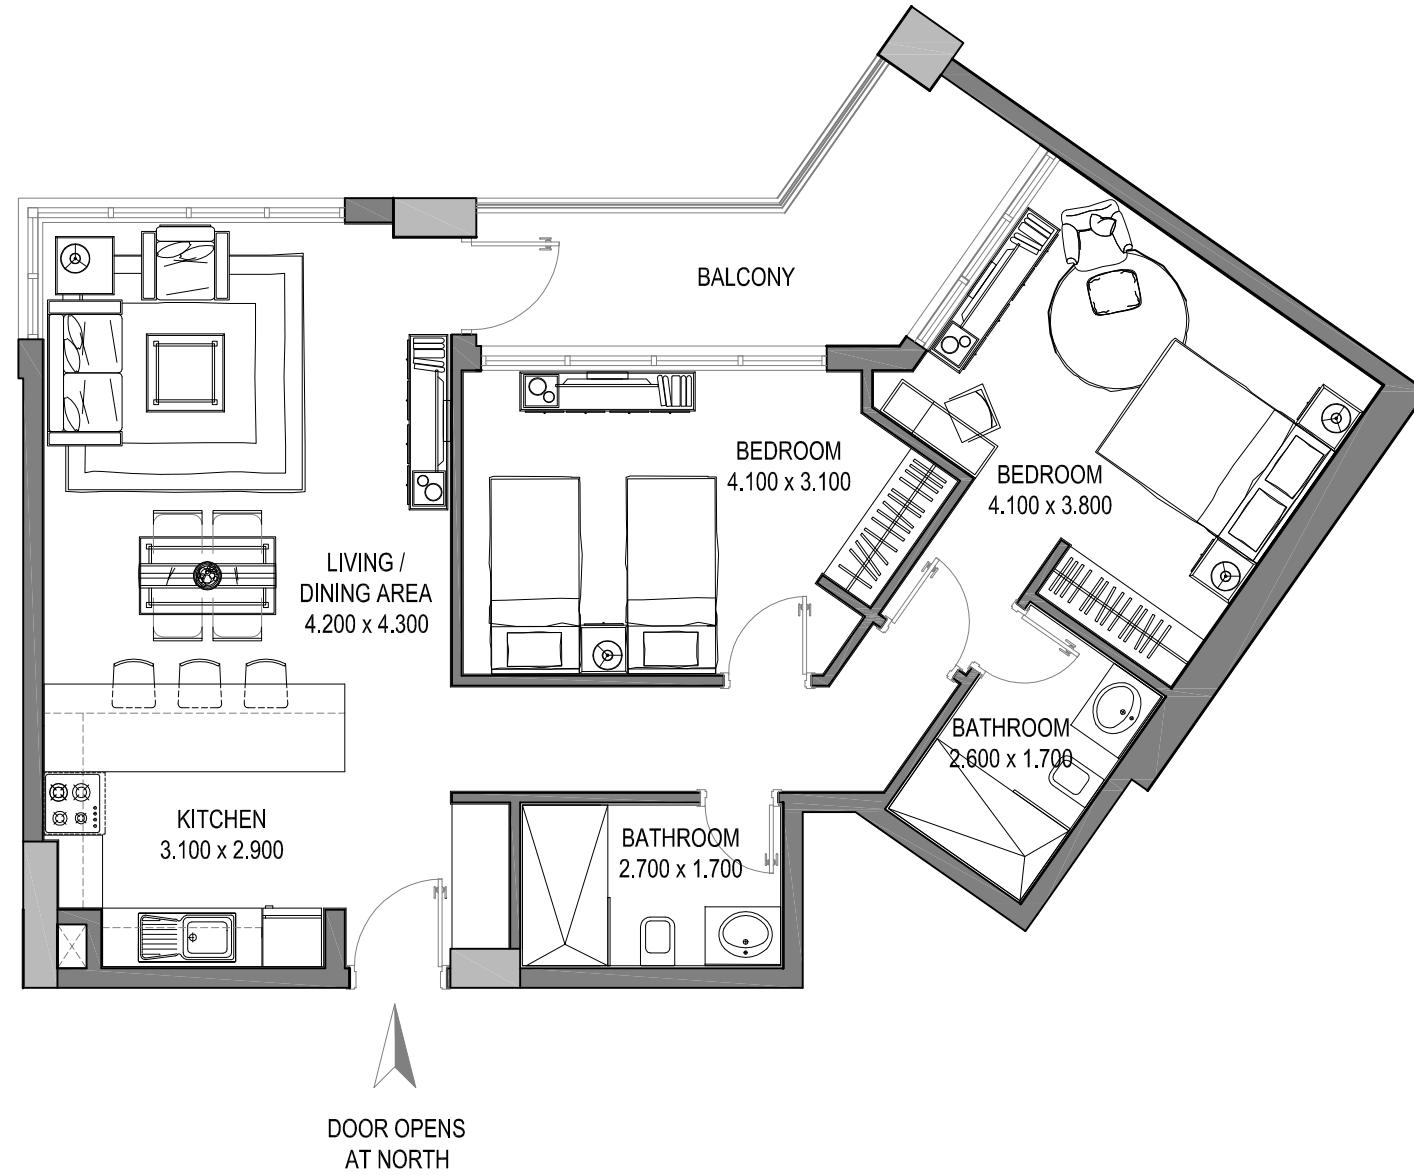 BALCONY
BEDROOM
4.100 x 3.100
BEDROOM
4.100 x 3.800
LIVING /
DINING AREA
4.200 x 4.300
BATHROOM
2.600 x 1.700
KITCHEN
3.100 x 2.900
BATHROOM
2.700 x 1.700
DOOR OPENS
AT NORTH